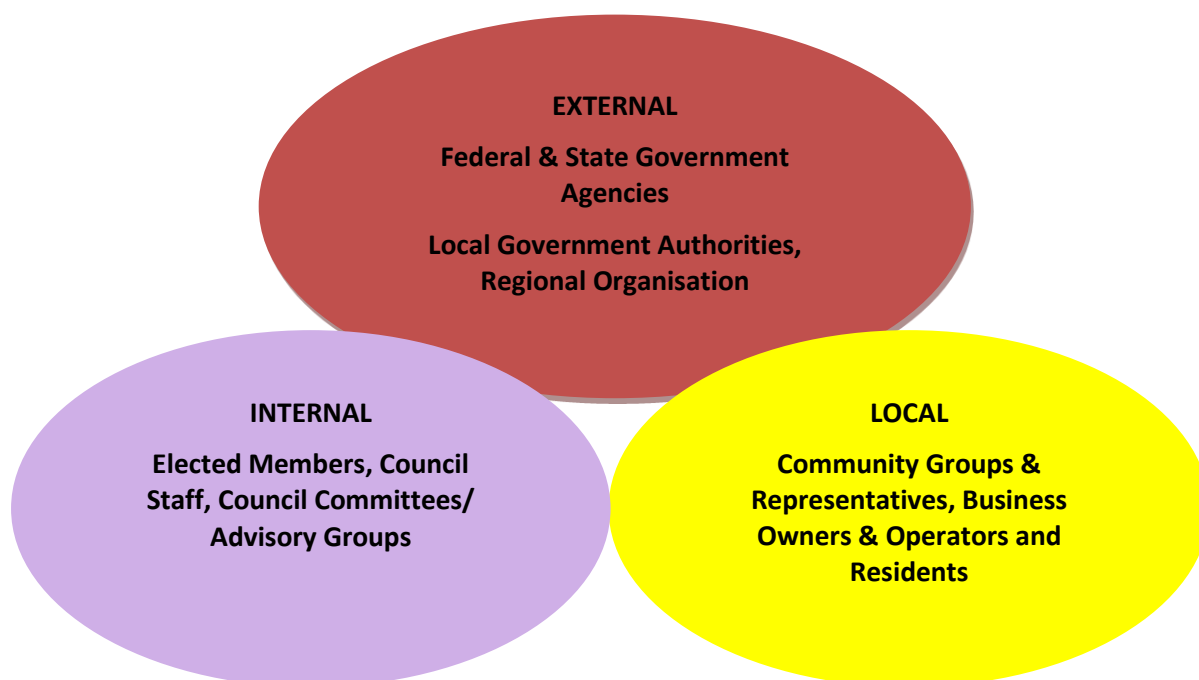 EXTERNAL
Federal & State Government
Agencies
Local Government Authorities,
Regional Organisation
INTERNAL
Elected Members, Council
Staff, Council Committees/
Advisory Groups
LOCAL
Community Groups &
Representatives, Business
Owners & Operators and
Residents